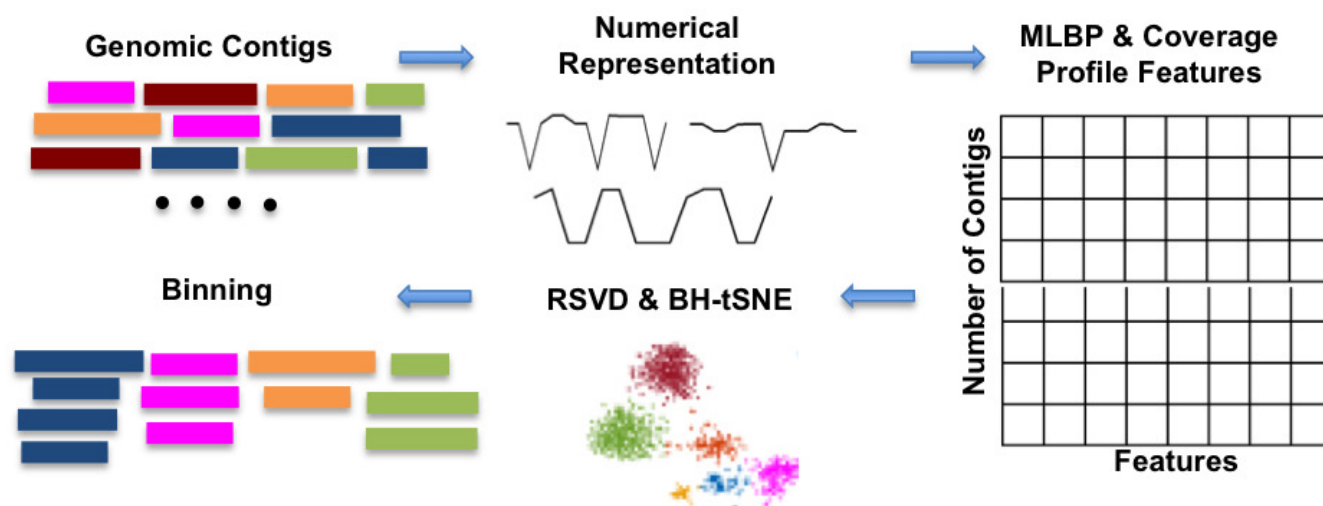 Genomic Contigs
Numerical
Representation
MLBP & Coverage
Profile Features
Number of Contigs
Features
RSVD & BH-tSNE
Binning